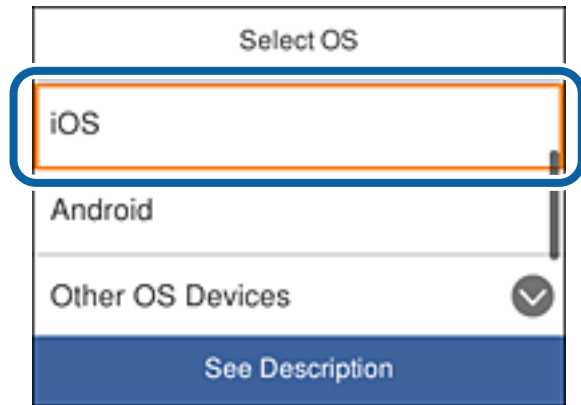 Select OS
iOS
Android
Other OS Devices
See Description